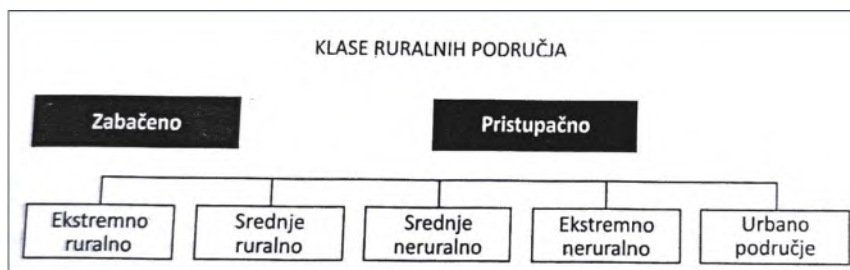 KLASE RURALNIH PODRUČJA
Zabačeno
Pristupačno
Ekstremno
ruralno
Srednje
ruralno
Srednje
neruralno
Ekstremno
neruralno
Urbano
područje